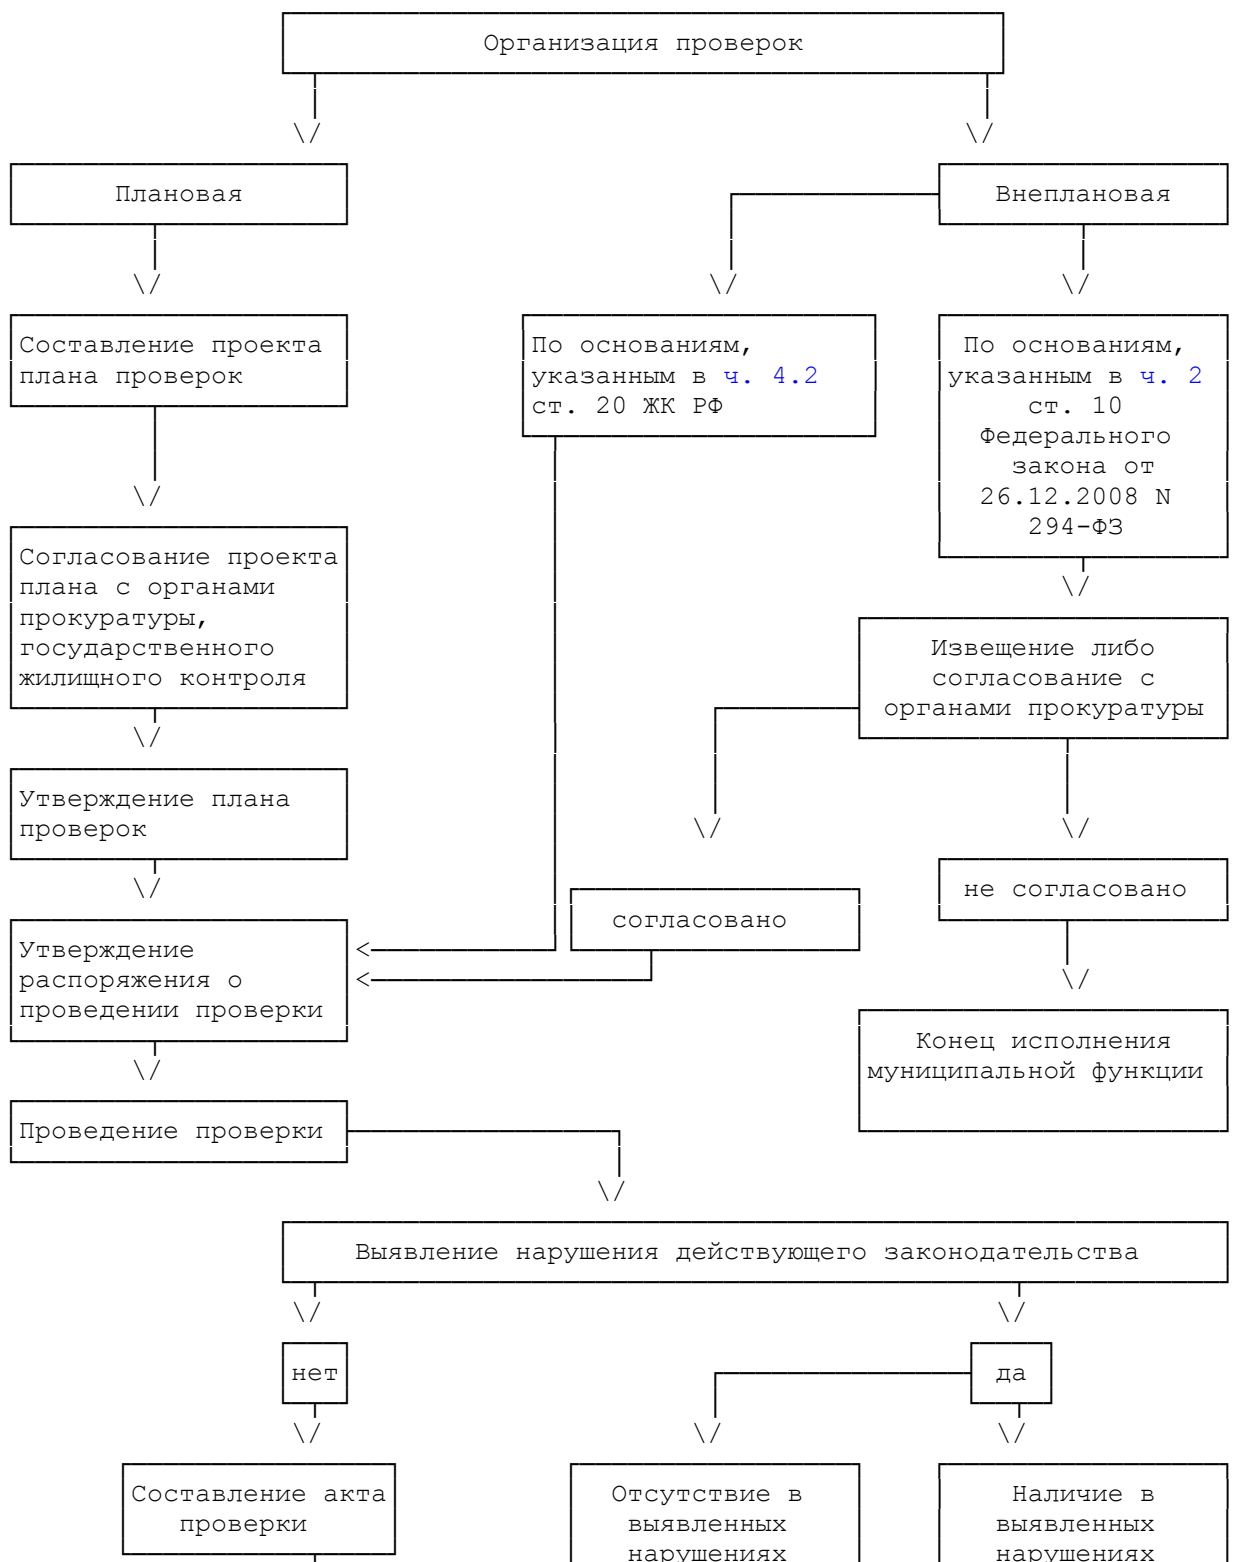 Организация проверок
Плановая
Внеплановая
Составление проекта
плана проверок
По основаниям,
указанным в ч. 4.2
ст. 20 ЖК РФ
По основаниям,
указанным в ч. 2
ст. 10
Федерального
закона от
26.12.2008 N
294-ФЗ
Согласование проекта
плана с органами
прокуратуры,
государственного
жилищного контроля
Извещение либо
согласование с
органами прокуратуры
Утверждение плана
проверок
не согласовано
согласовано
Утверждение
распоряжения о
проведении проверки
Конец исполнения
муниципальной функции
Проведение проверки
Выявление нарушения действующего законодательства
нет
да
Составление акта
проверки
Отсутствие в
выявленных
нарушениях
Наличие в
выявленных
нарушениях